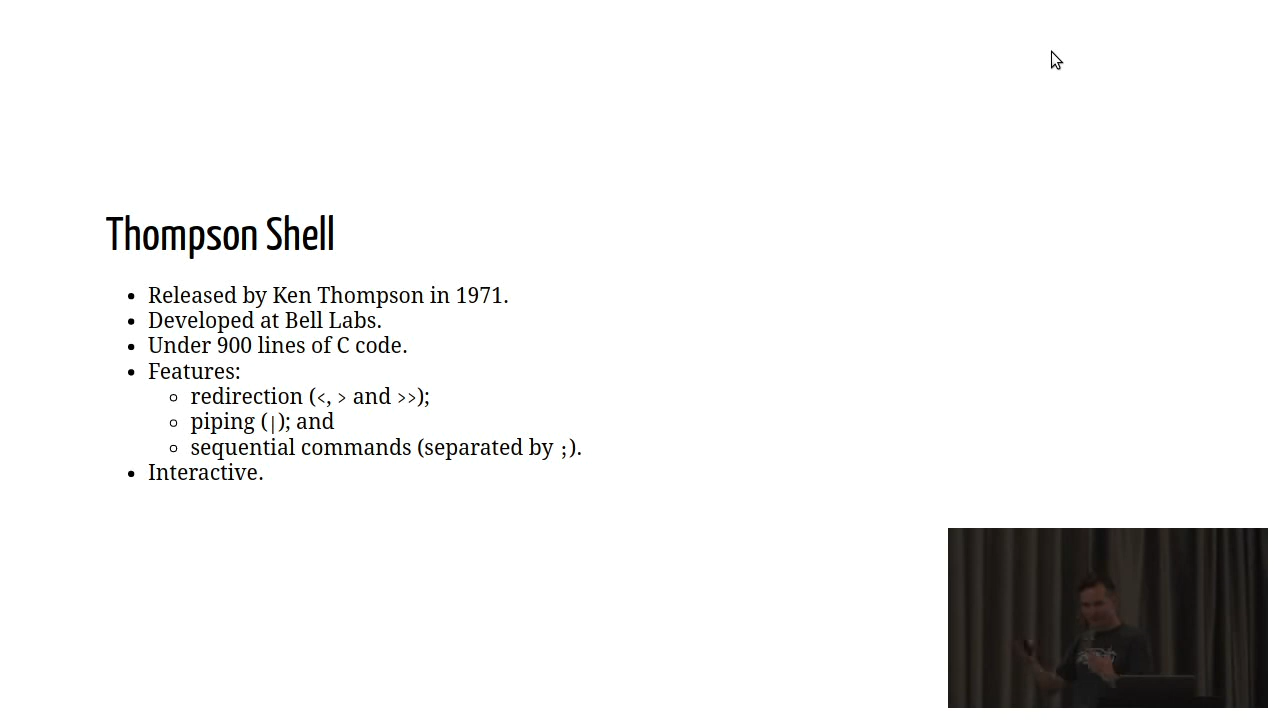 Thompson Shell
• Released by Ken Thompson in 1971.
• Developed at Bell Labs.
• Under 900 lines of C code.
• Features:
◦ redirection (<, > and >>);
◦ piping (|); and
◦ sequential commands (separated by ;).
• Interactive.